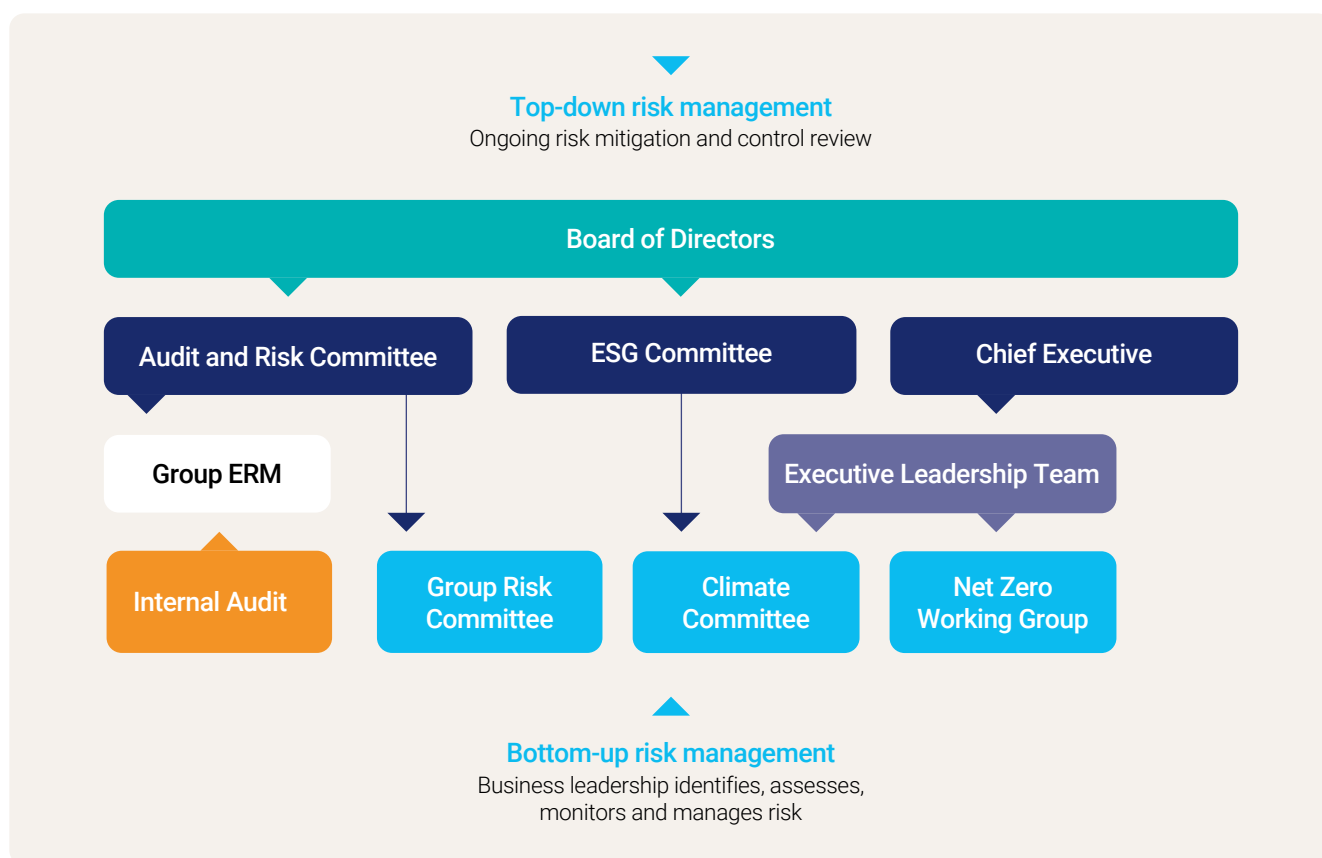 Top-down risk management
Ongoing risk mitigation and control review
Board of Directors
Audit and Risk Committee
ESG Committee
Chief Executive
Group ERM
Executive Leadership Team
Internal Audit
Group Risk
Committee
Climate
Committee
Net Zero
Working Group
Bottom-up risk management
Business leadership identifies, assesses,
monitors and manages risk